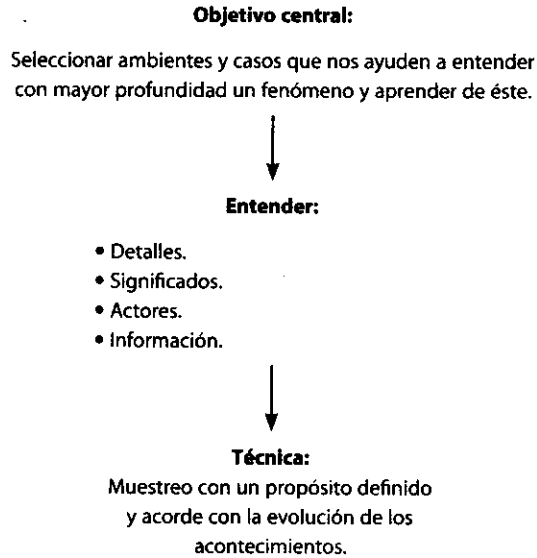 Objetivo central:
Seleccionar ambientes y casos que nos ayuden a entender
con mayor profundidad un fenómeno y aprender de éste.
Entender:
• Detalles.
• Significados.
• Actores.
• Información.
Técnica:
Muestreo con un propósito definido
y acorde con la evolución de los
acontecimientos.